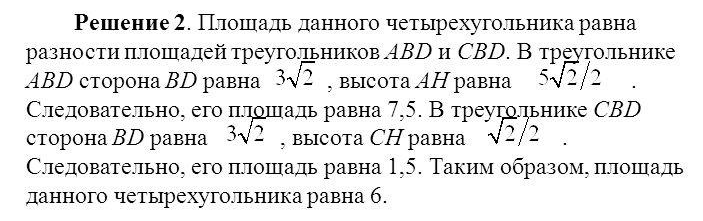 Решение 2. Площадь данного четырехугольника равна
разности площадей треугольников ABD и CBD. В треугольнике
ABD сторона BD равна 3√2 , высота AH равна 5√2/2 .
Следовательно, его площадь равна 7,5. В треугольнике CBD
сторона BD равна 3√2 , высота CH равна √2/2 .
Следовательно, его площадь равна 1,5. Таким образом, площадь
данного четырехугольника равна 6.